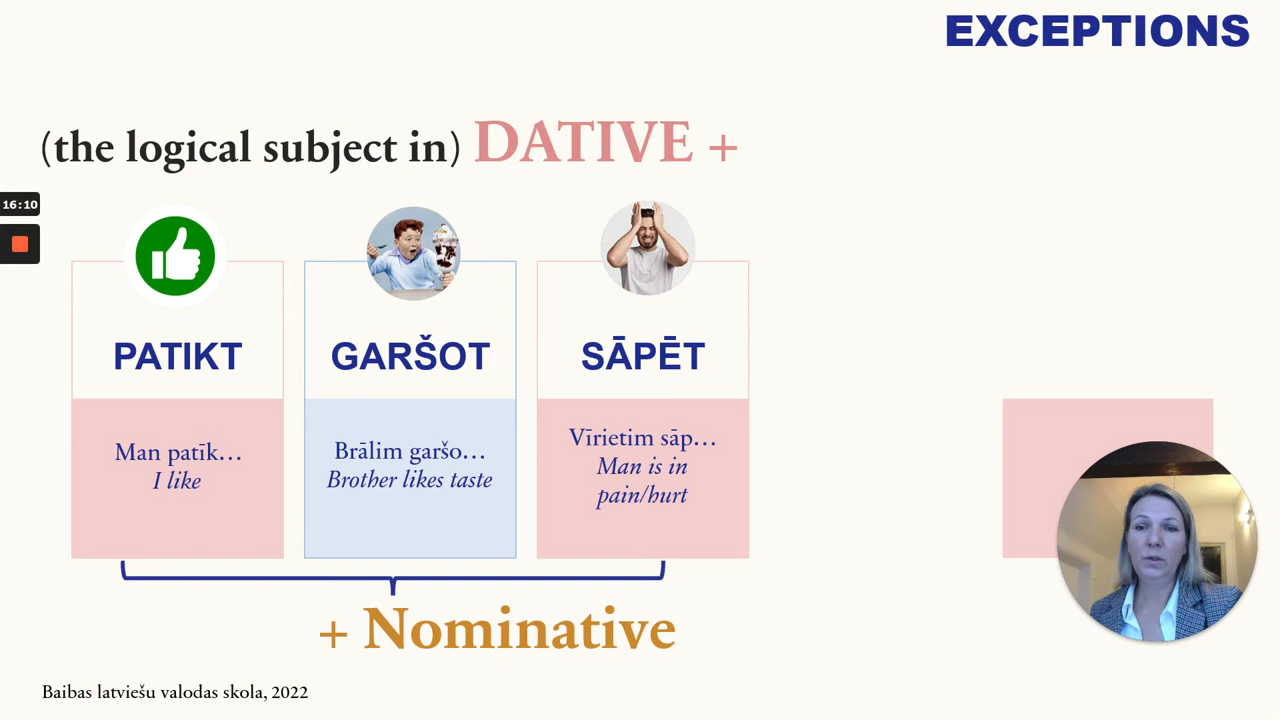 EXCEPTIONS
(the logical subject in) DATIVE +
16:10
PATIKT
GARŠOT
SĀPĒT
Man patīk…
I like
Brālim garšo…
Brother likes taste
Vīrietim sāp…
Man is in
pain/hurt
+ Nominative
Baibas latviešu valodas skola, 2022